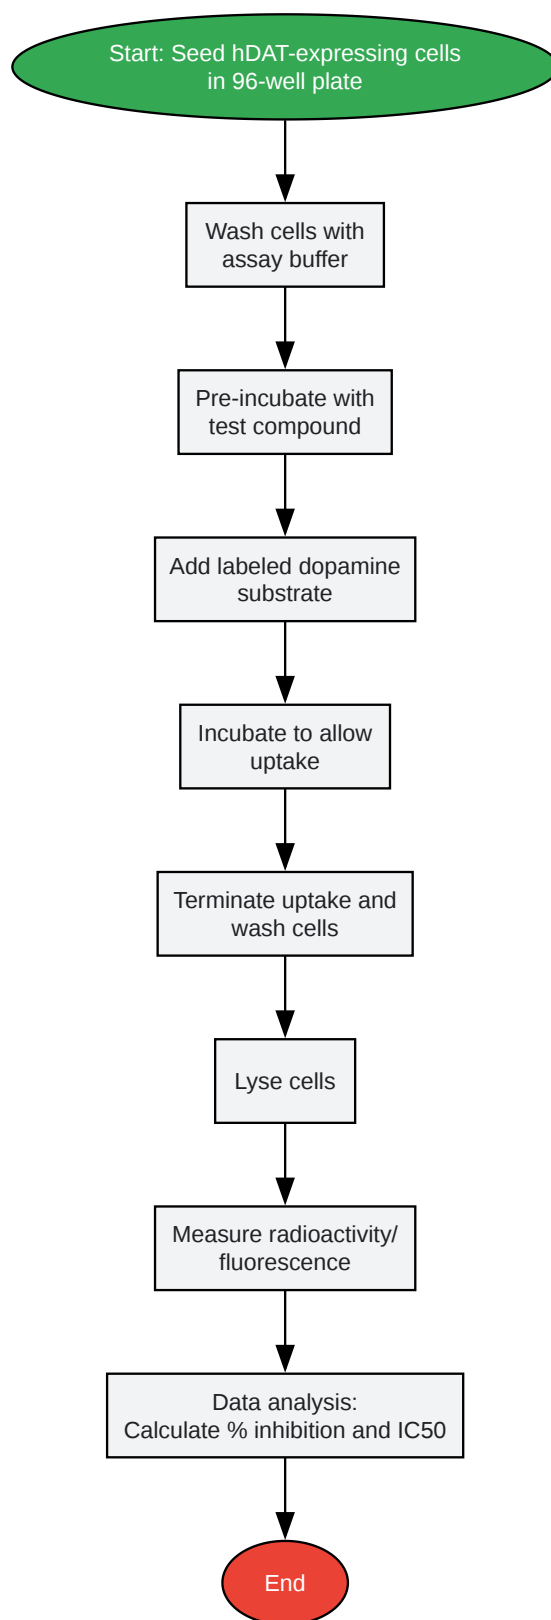 Start: Seed hDAT-expressing cells
in 96-well plate
Wash cells with
assay buffer
Pre-incubate with
test compound
Add labeled dopamine
substrate
Incubate to allow
uptake
Terminate uptake and
wash cells
Lyse cells
Measure radioactivity/
fluorescence
Data analysis:
Calculate % inhibition and IC50
End